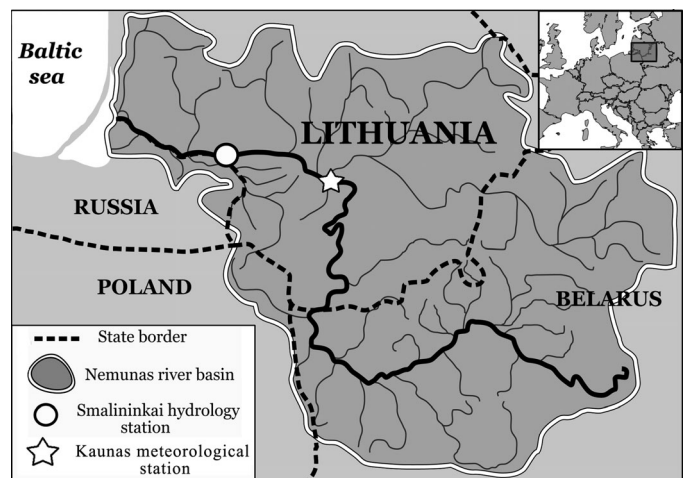 Baltic
sea
LITHUANIA
RUSSIA
POLAND
BELARUS
State border
Nemunas river basin
Smalininkai hydrology
station
Kaunas meteorological
station